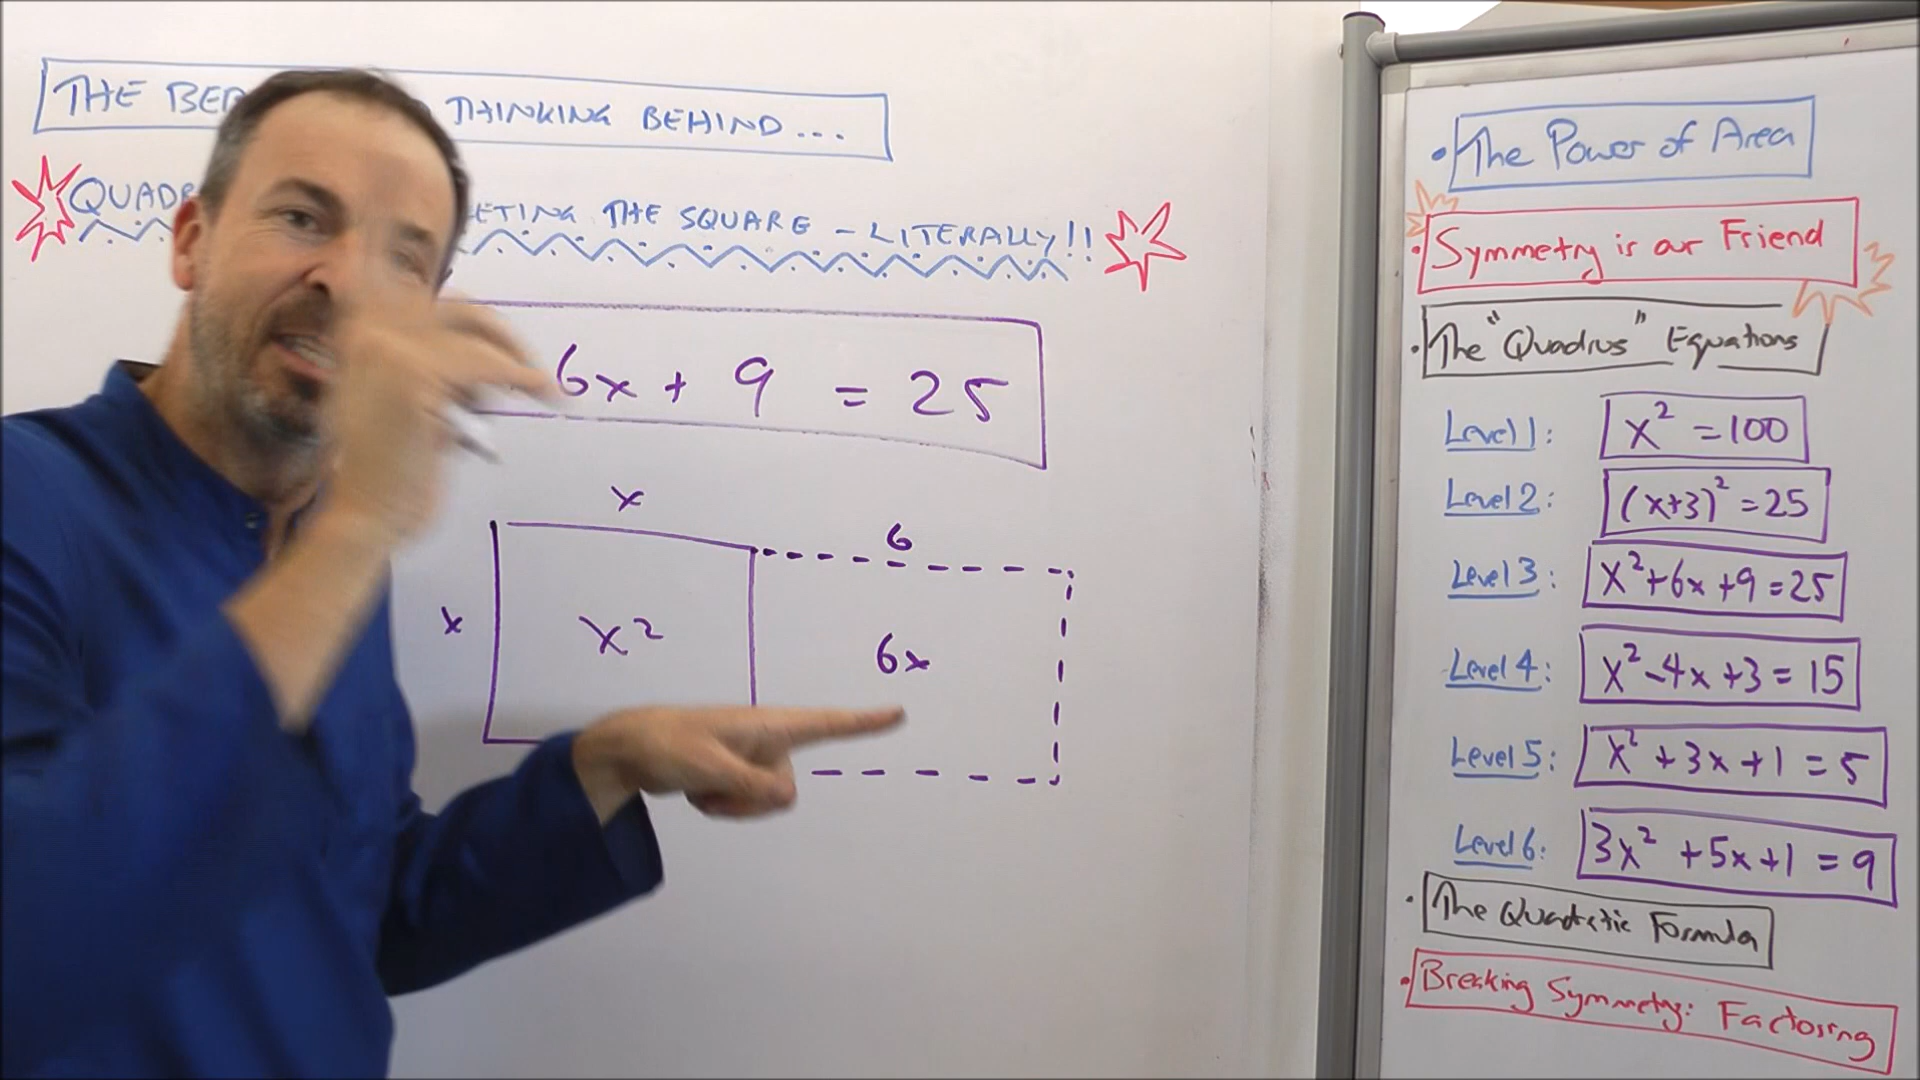 THE THINKING BEHIND...
THE SQUARE - LITERALLY!!
6x + 9 = 25
x
6
x
x²
6x
• The Power of Area
• Symmetry is our Friend
• The "Quadrus" Equations
Level 1: x² = 100
Level 2: (x+3)² = 25
Level 3: x²+6x+9=25
Level 4: x²-4x+3=15
Level 5: x²+3x+1=5
Level 6: 3x²+5x+1=9
• The Quadratic Formula
• Breaking Symmetry: Factoring